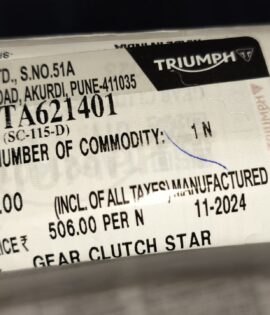 TRIUMPH
TD., S.NO.51A
OAD, AKURDI, PUNE-411035
TA621401
(SC-115-D)
NUMBER OF COMMODITY: 1 N
.00 (INCL. OF ALL TAXES) MANUFACTURED
ICE ₹ 506.00 PER N 11-2024
GEAR CLUTCH STAR